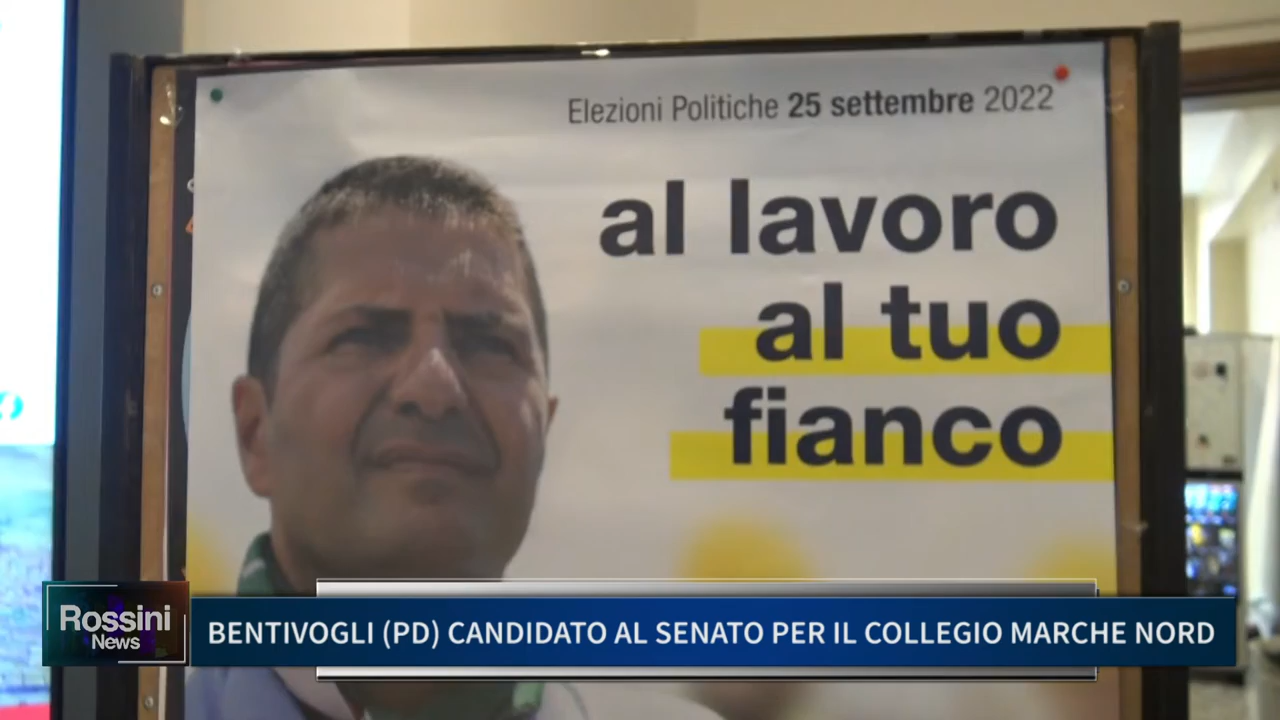 Elezioni Politiche 25 settembre 2022
al lavoro
al tuo
fianco
Rossini
News
BENTIVOGLI (PD) CANDIDATO AL SENATO PER IL COLLEGIO MARCHE NORD